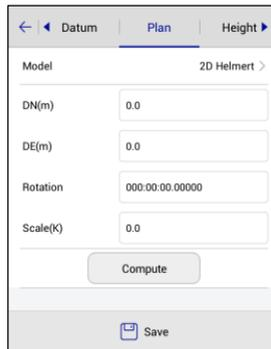 Datum Plan Height
Model 2D Helmert
DN(m) 0.0
DE(m) 0.0
Rotation 000:00:00.00000
Scale(K) 0.0
Compute
Save